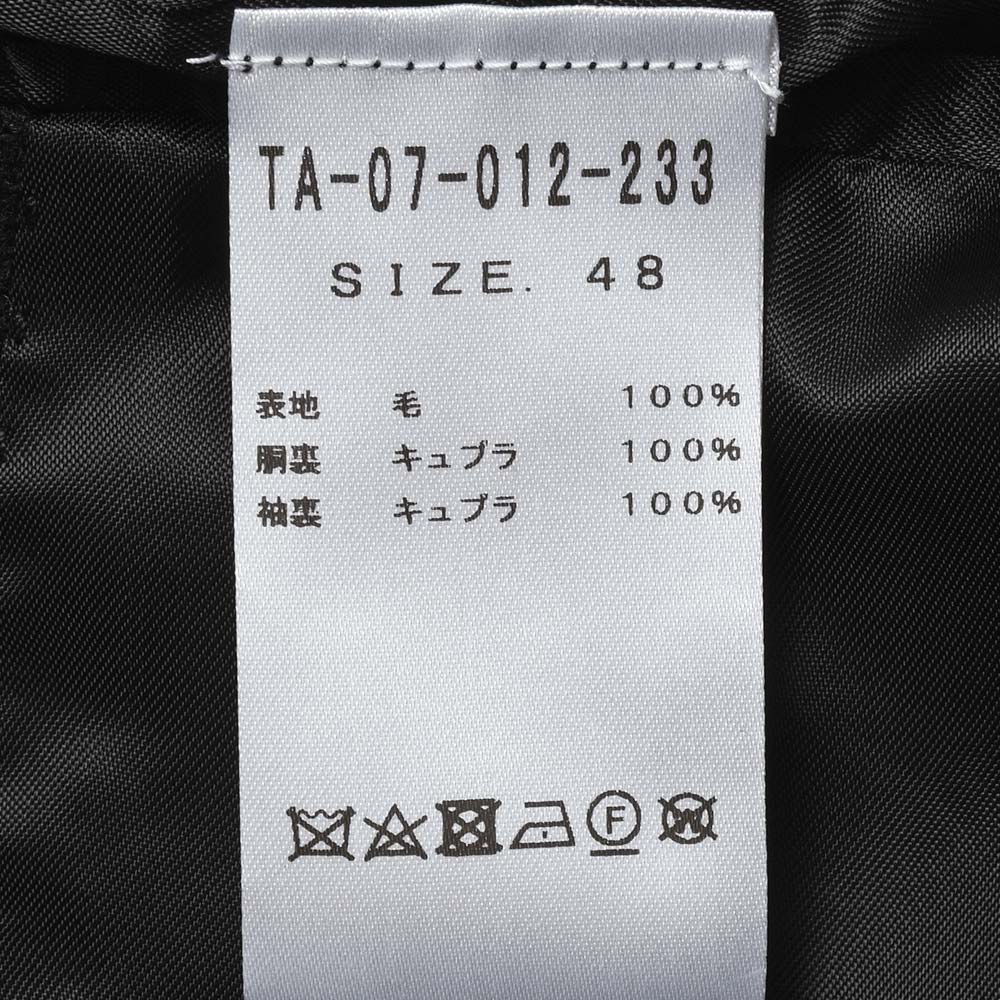 TA-07-012-233
SIZE. 48
表地 毛 100%
胴裏 キュプラ 100%
袖裏 キュプラ 100%
F W